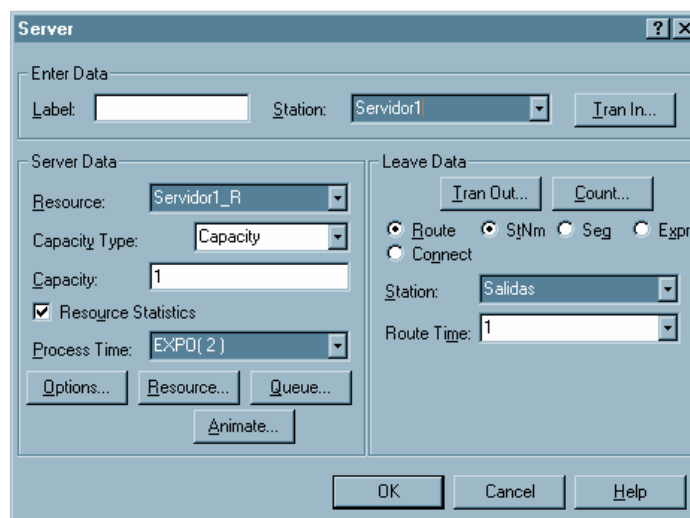 Server
Enter Data
Label: Station: Servidor1 Tran In...
Server Data
Resource: Servidor1_R
Capacity Type: Capacity
Capacity: 1
Resource Statistics
Process Time: EXPO( 2 )
Options... Resource... Queue...
Animate...
Leave Data
Tran Out... Count...
Route StNm Seg Expr
Connect
Station: Salidas
Route Time: 1
OK Cancel Help